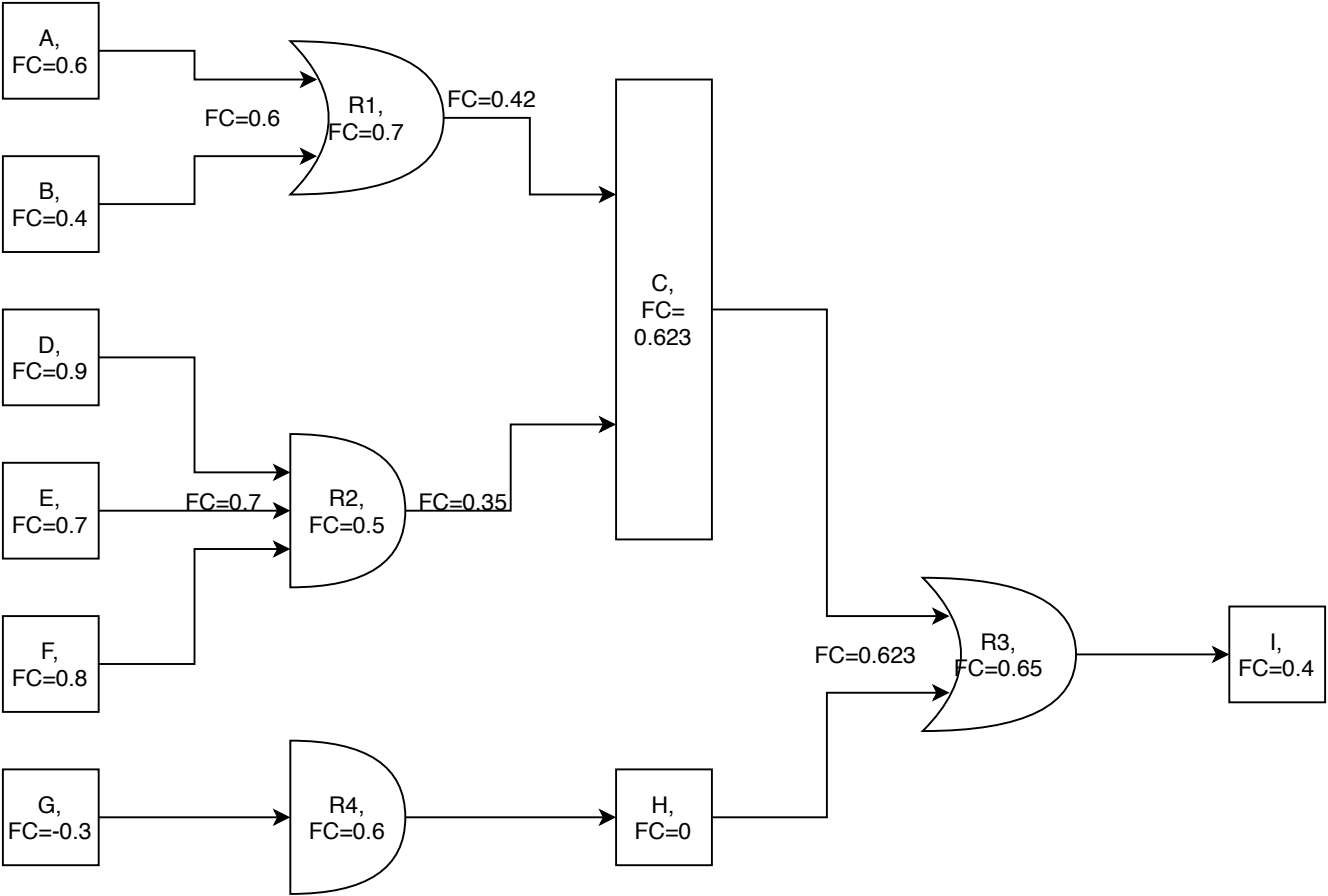 A,
FC=0.6
FC=0.6
R1,
FC=0.7
FC=0.42
B,
FC=0.4
C,
FC=
0.623
D,
FC=0.9
E,
FC=0.7
FC=0.7
R2,
FC=0.5
FC=0.35
F,
FC=0.8
FC=0.623
R3,
FC=0.65
I,
FC=0.4
G,
FC=-0.3
R4,
FC=0.6
H,
FC=0